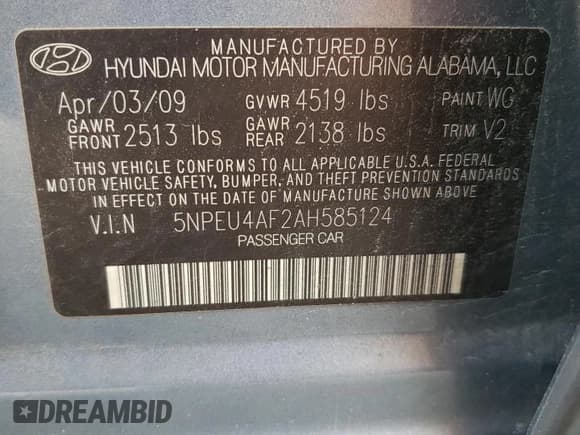 MANUFACTURED BY
HYUNDAI MOTOR MANUFACTURING ALABAMA, LLC
Apr/03/09 GVWR 4519 lbs PAINT WC
GAWR FRONT 2513 lbs GAWR REAR 2138 lbs TRIM V2
THIS VEHICLE CONFORMS TO ALL APPLICABLE U.S.A. FEDERAL
MOTOR VEHICLE SAFETY, BUMPER, AND THEFT PREVENTION STANDARDS
IN EFFECT ON THE DATE OF MANUFACTURE SHOWN ABOVE.
V.I.N 5NPEU4AF2AH585124
PASSENGER CAR
DREAMBID